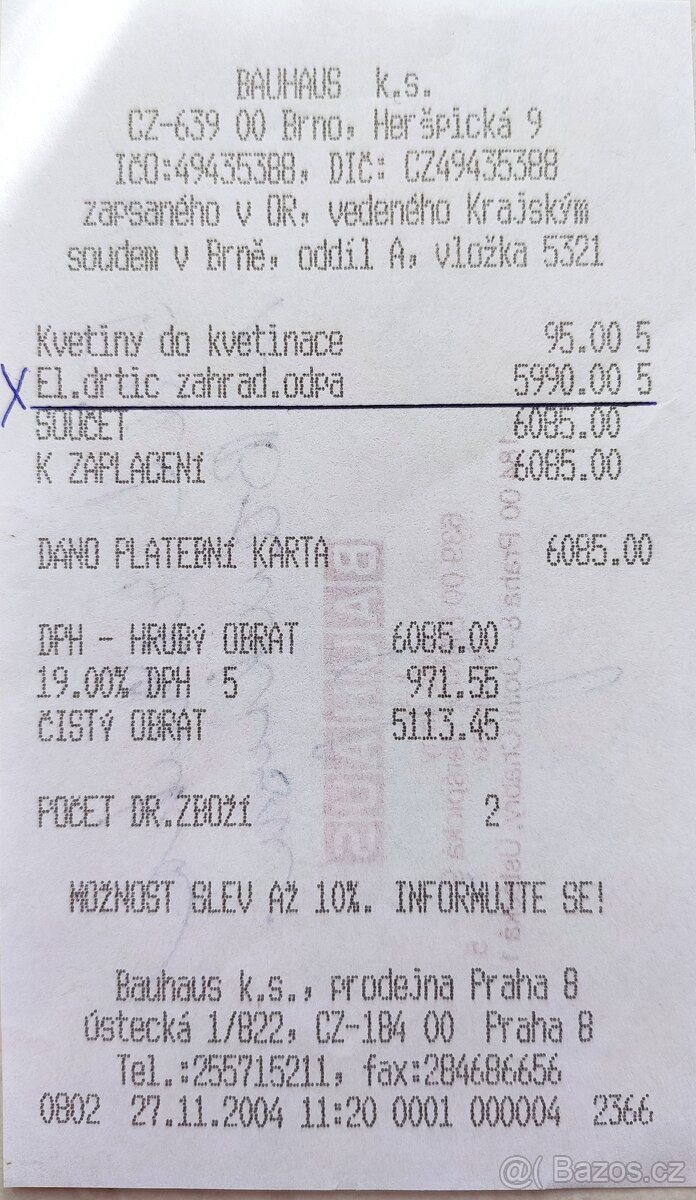 BAUHAUS k.s.
CZ-639 00 Brno, Heršpická 9
IČO:49435388, DIČ: CZ49435388
zapsaného v OR, vedeného Krajským
soudem v Brně, oddíl A, vložka 5321
Kvetiny do kvetinace 95.00 5
X El.drtic zahrad.odpa 5990.00 5
SOUČET 6085.00
K ZAPLACENÍ 6085.00
DÁNO PLATEBNÍ KARTA 6085.00
DPH - HRUBÝ OBRAT 6085.00
19.00% DPH 5 971.55
ČISTÝ OBRAT 5113.45
POČET DR.ZBOŽÍ 2
MOŽNOST SLEV AŽ 10%. INFORMUJTE SE!
Bauhaus k.s., prodejna Praha 8
Ústecká 1/822, CZ-184 00 Praha 8
Tel.:255715211, fax:284686656
0802 27.11.2004 11:20 0001 000004 2366
@( Bazos.cz